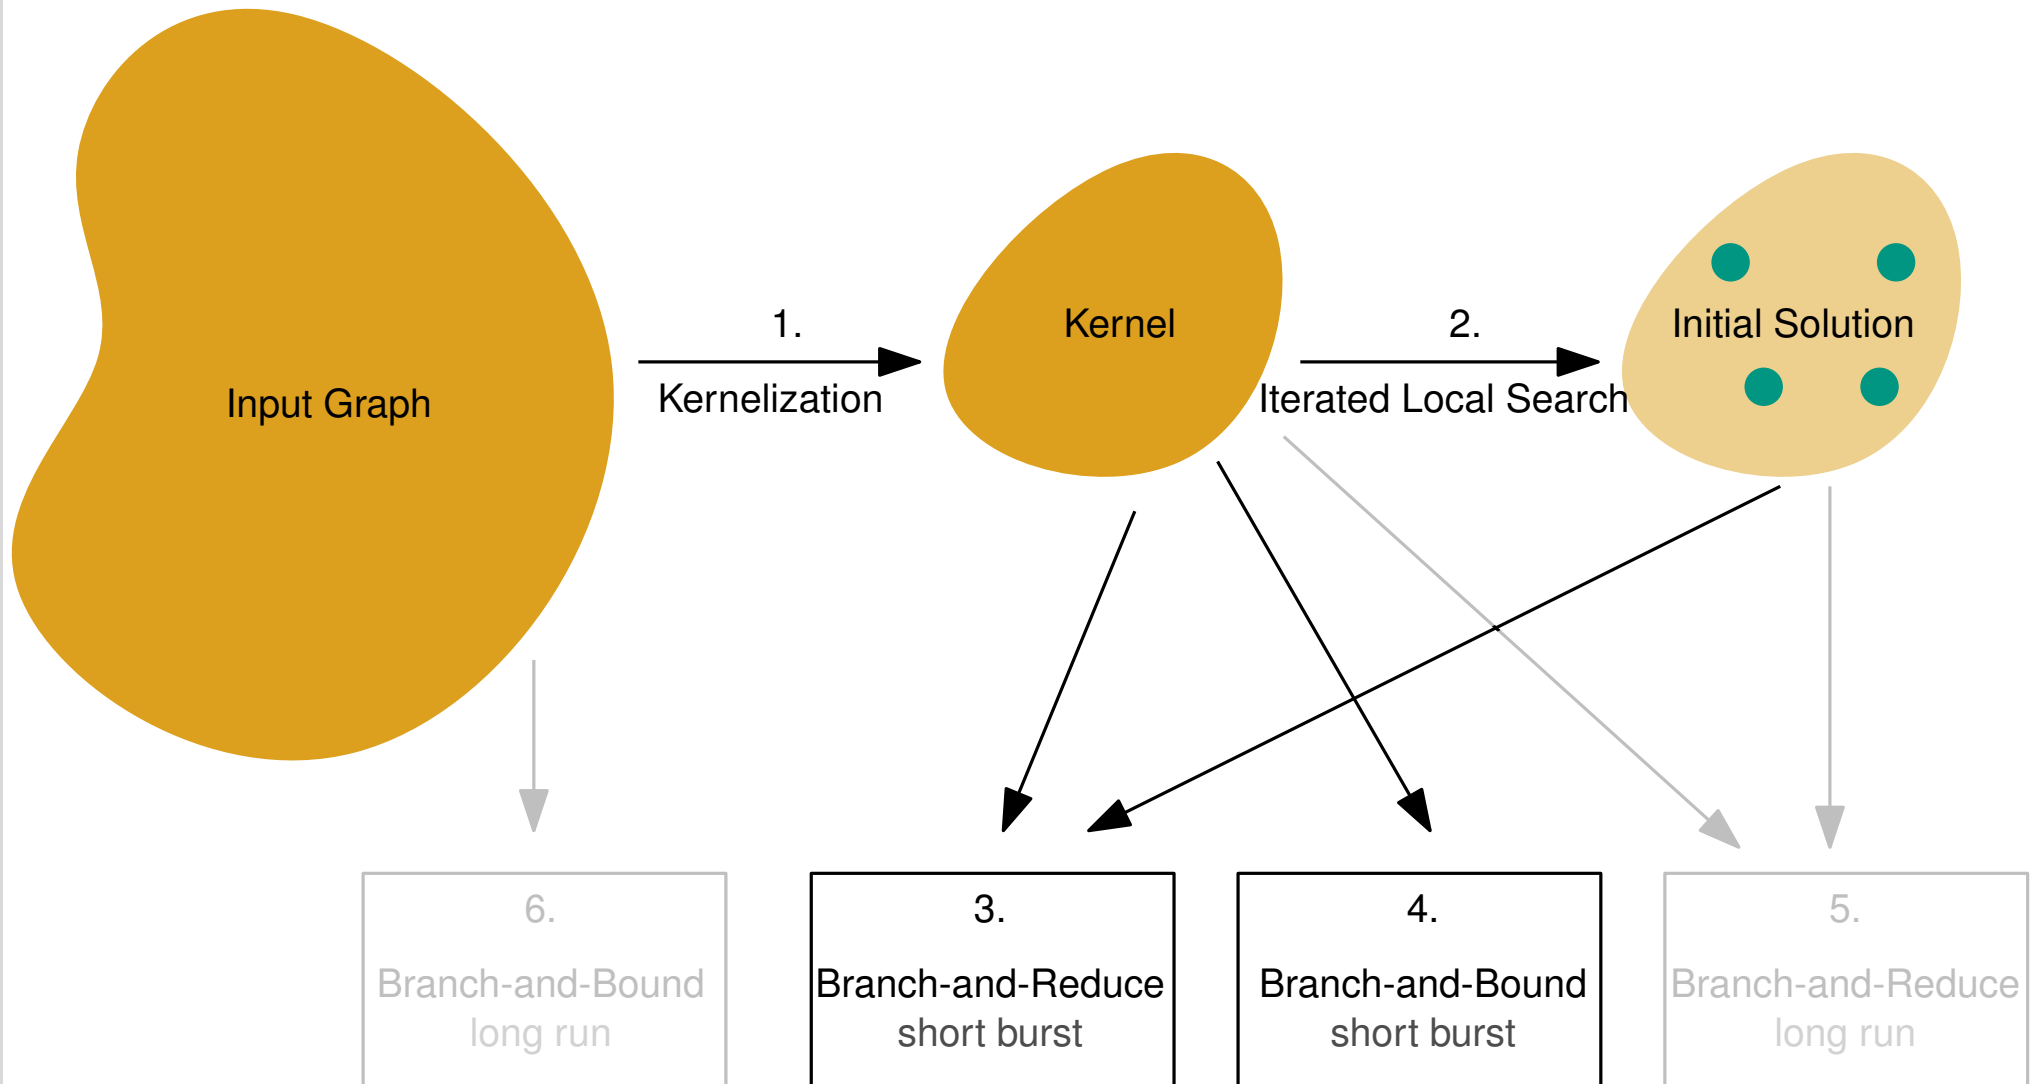 Input Graph
1.
Kernelization
Kernel
2.
Iterated Local Search
Initial Solution
6.
Branch-and-Bound
long run
3.
Branch-and-Reduce
short burst
4.
Branch-and-Bound
short burst
5.
Branch-and-Reduce
long run